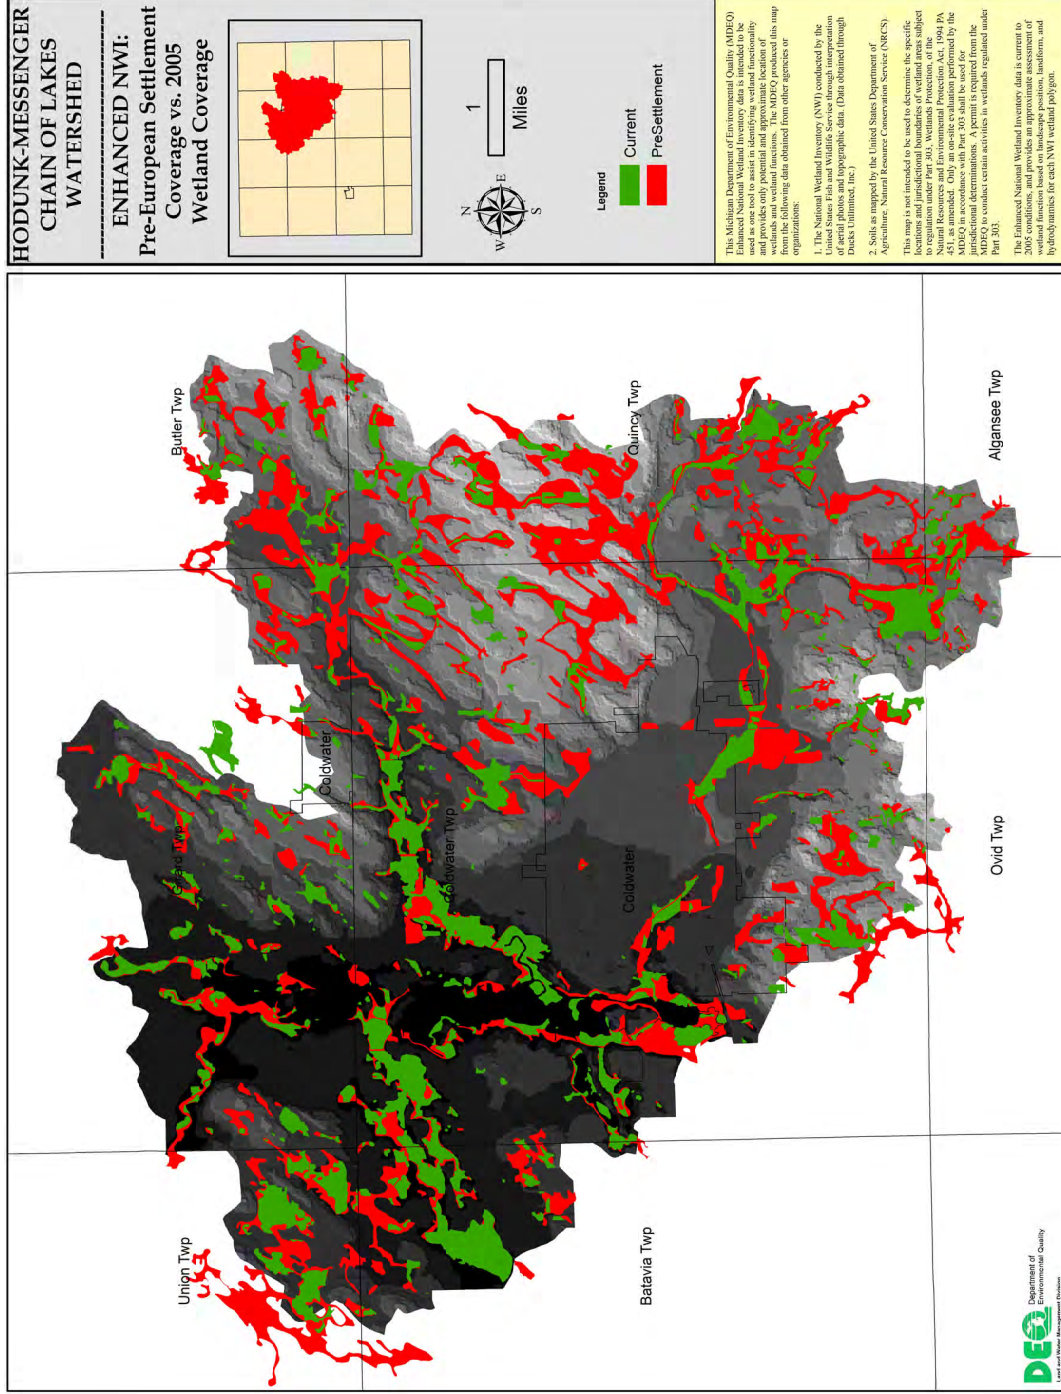 HODUNK-MESSENGER
CHAIN OF LAKES
WATERSHED
ENHANCED NWI:
Pre-European Settlement
Coverage vs. 2005
Wetland Coverage
N
W
E
S
1
Miles
Legend
Current
PreSettlement
This Michigan Department of Environmental Quality (MDEQ)
Enhanced National Wetland Inventory data is intended to be
used as one tool to assist in identifying wetland functionality
and provides only potential and approximate location of
wetlands and wetland functions. The MDEQ produced this map
from the following data obtained from other agencies or
organizations:
1. The National Wetland Inventory (NWI) conducted by the
United States Fish and Wildlife Service through interpretation
of aerial photos and topographic data. (Data obtained through
Ducks Unlimited, Inc.)
2. Soils as mapped by the United States Department of
Agriculture, Natural Resource Conservation Service (NRCS).
This map is not intended to be used to determine the specific
locations and jurisdictional boundaries of wetland areas subject
to regulation under Part 303, Wetlands Protection, of the
Natural Resources and Environmental Protection Act, 1994 PA
451, as amended. Only an on-site evaluation performed by the
MDEQ in accordance with Part 303 shall be used for
jurisdictional determinations. A permit is required from the
MDEQ to conduct certain activities in wetlands regulated under
Part 303.
The Enhanced National Wetland Inventory data is current to
2005 conditions, and provides an approximate assessment of
wetland function based on landscape position, landform, and
hydrodynamics for each NWI wetland polygon.
Union Twp
Girard Twp
Butler Twp
Coldwater
Coldwater Twp
Batavia Twp
Coldwater
Quincy Twp
Ovid Twp
Algansee Twp
DEQ
Department of
Environmental Quality
Land and Water Management Division